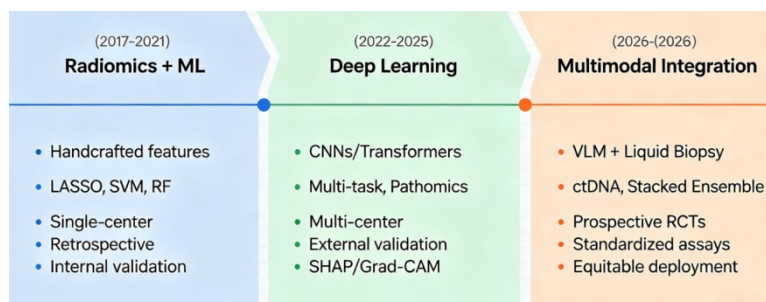 (2017-2021)
Radiomics + ML
• Handcrafted features
• LASSO, SVM, RF
• Single-center
• Retrospective
• Internal validation
(2022-2025)
Deep Learning
• CNNs/Transformers
• Multi-task, Pathomics
• Multi-center
• External validation
• SHAP/Grad-CAM
(2026-(2026)
Multimodal Integration
• VLM + Liquid Biopsy
• ctDNA, Stacked Ensemble
• Prospective RCTs
• Standardized assays
• Equitable deployment